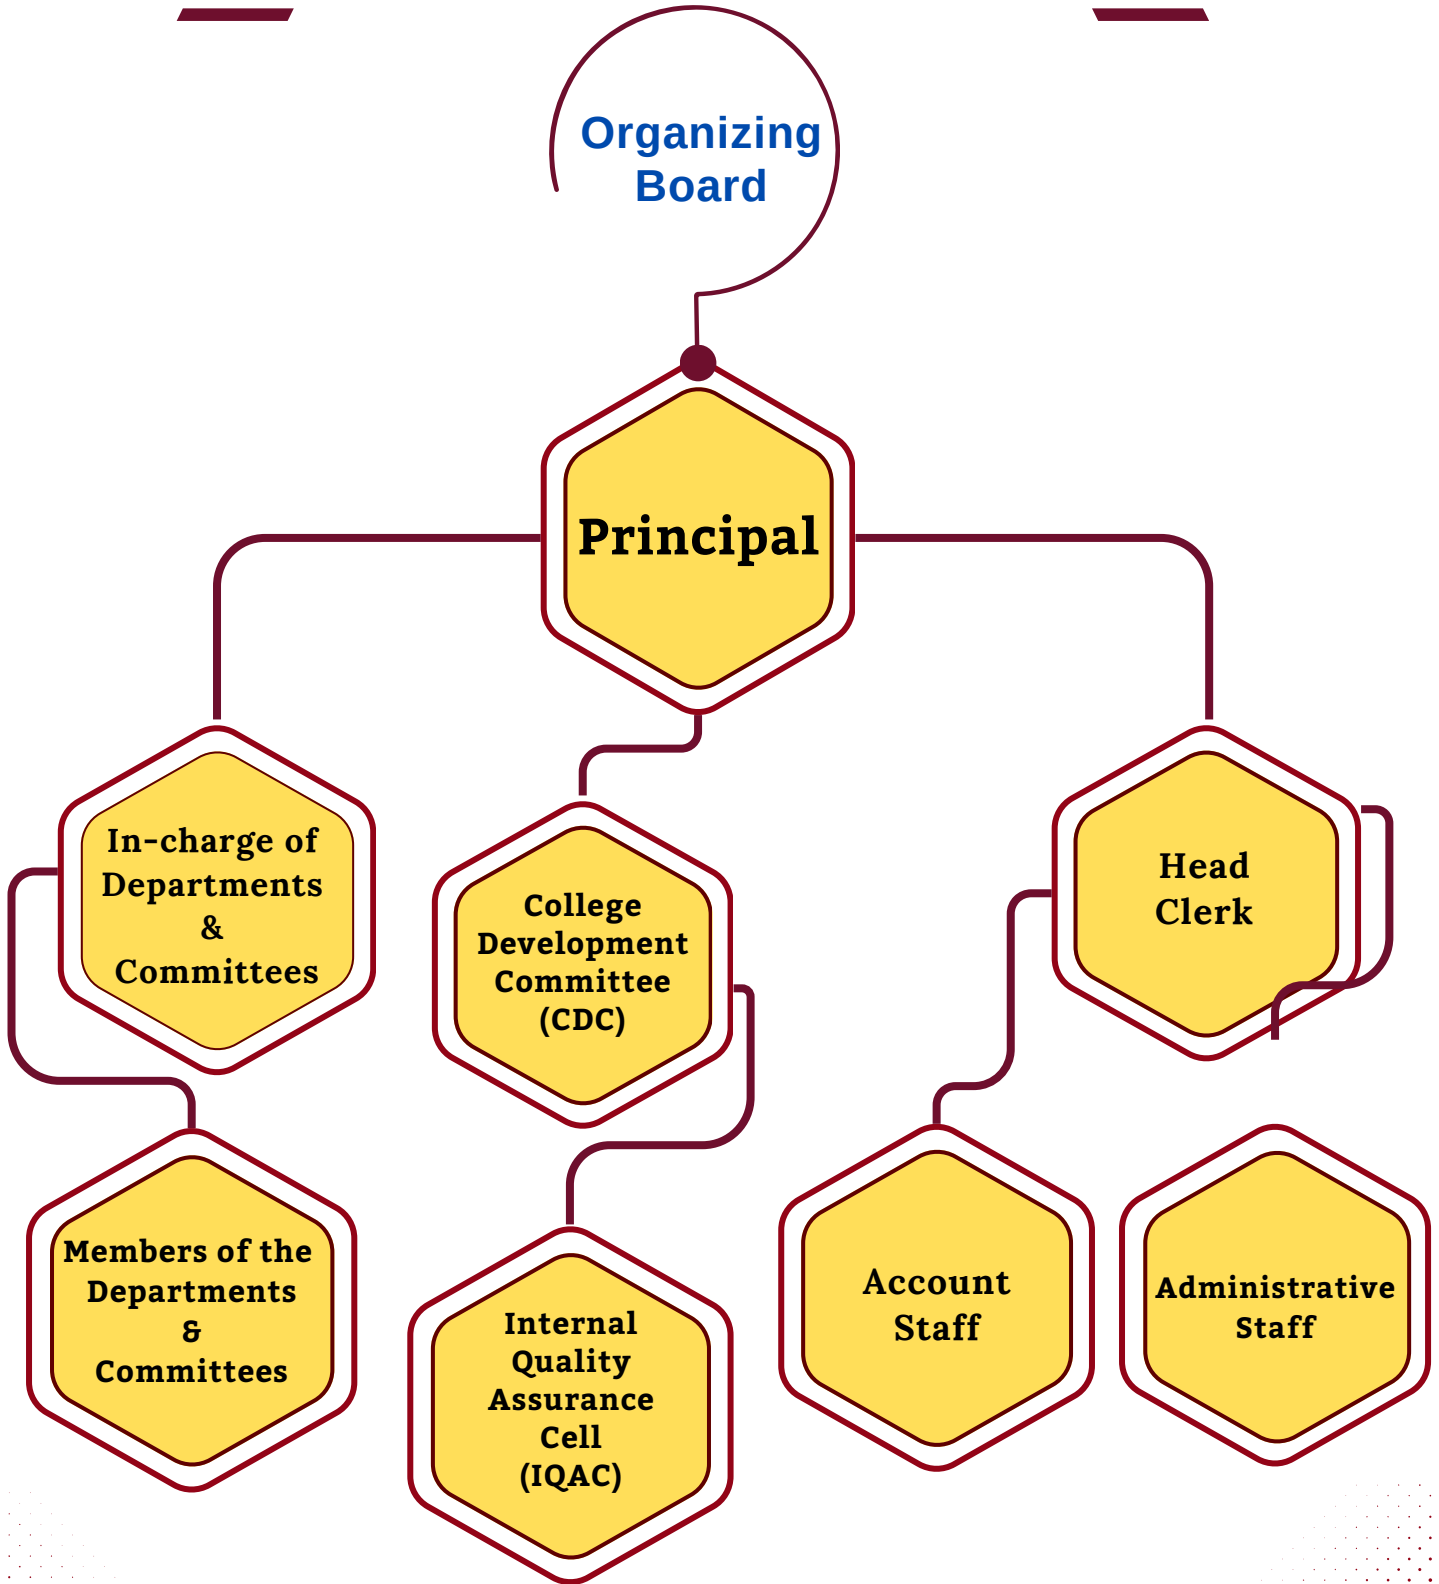 Organizing
Board
Principal
In-charge of
Departments
&
Committees
College
Development
Committee
(CDC)
Head
Clerk
Members of the
Departments
&
Committees
Internal
Quality
Assurance
Cell
(IQAC)
Account
Staff
Administrative
Staff